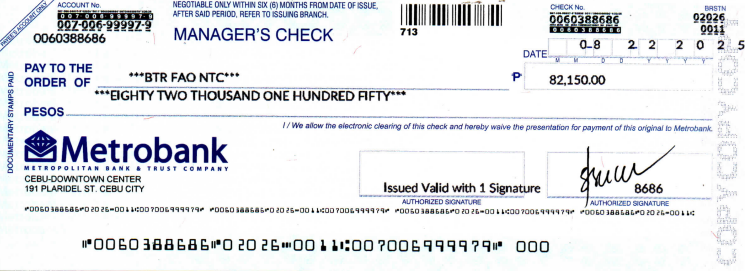 PAYEE'S ACCOUNT ONLY
ACCOUNT No.
007-006-99997-9
007-006-99997-9
0060388686
NEGOTIABLE ONLY WITHIN SIX (6) MONTHS FROM DATE OF ISSUE,
AFTER SAID PERIOD, REFER TO ISSUING BRANCH.
MANAGER'S CHECK
713
CHECK No.
0060388686
0060388686
BRSTN
02026
0011
DATE 0-8 2 2 2 0 2 5
M M D D Y Y Y Y
PAY TO THE
ORDER OF ***BTR FAO NTC***
₱ 82,150.00
***EIGHTY TWO THOUSAND ONE HUNDRED FIFTY***
PESOS
I / We allow the electronic clearing of this check and hereby waive the presentation for payment of this original to Metrobank.
DOCUMENTARY STAMPS PAID
Metrobank
METROPOLITAN BANK & TRUST COMPANY
CEBU-DOWNTOWN CENTER
191 PLARIDEL ST. CEBU CITY
Issued Valid with 1 Signature
AUTHORIZED SIGNATURE
8686
AUTHORIZED SIGNATURE
⑈0060388686⑈02026⑉0011⑆007006999979⑈ ⑈0060388686⑈02026⑉0011⑆007006999979⑈ ⑈0060388686⑈02026⑉0011⑆007006999979⑈ ⑈0060388686⑈02026⑉0011⑆
⑈0060388686⑈02026⑉0011⑆007006999979⑈ 000